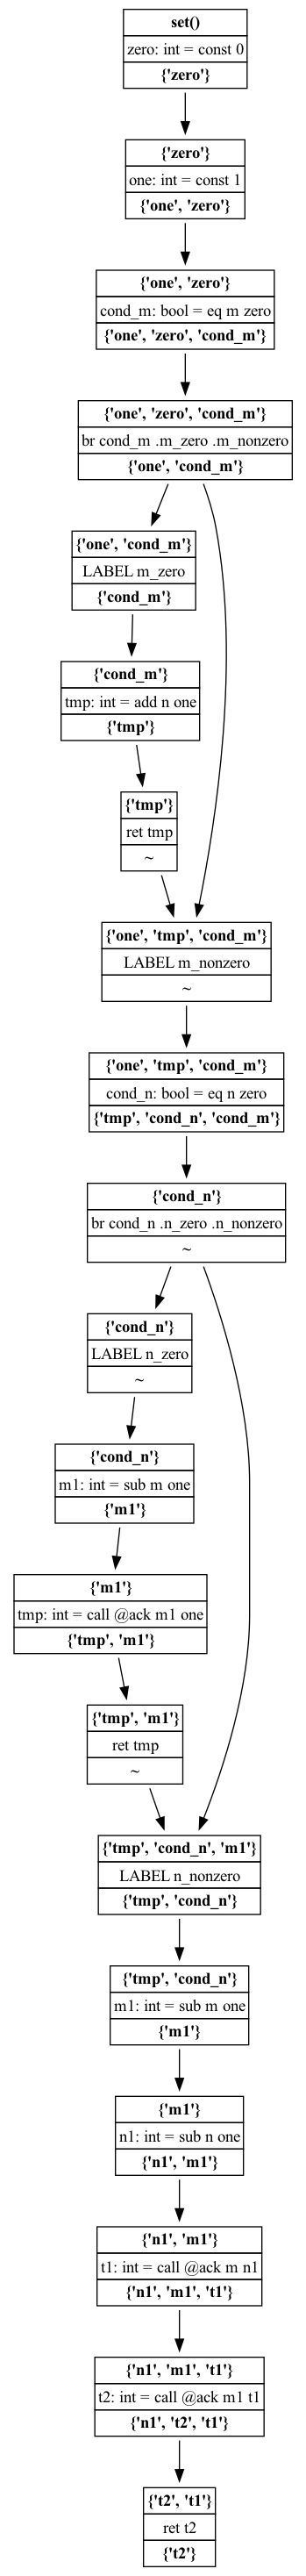 set()
zero: int = const 0
{'zero'}
{'zero'}
one: int = const 1
{'one', 'zero'}
{'one', 'zero'}
cond_m: bool = eq m zero
{'one', 'zero', 'cond_m'}
{'one', 'zero', 'cond_m'}
br cond_m .m_zero .m_nonzero
{'one', 'cond_m'}
{'one', 'cond_m'}
LABEL m_zero
{'cond_m'}
{'cond_m'}
tmp: int = add n one
{'tmp'}
{'tmp'}
ret tmp
~
{'one', 'tmp', 'cond_m'}
LABEL m_nonzero
~
{'one', 'tmp', 'cond_m'}
cond_n: bool = eq n zero
{'tmp', 'cond_n', 'cond_m'}
{'cond_n'}
br cond_n .n_zero .n_nonzero
~
{'cond_n'}
LABEL n_zero
~
{'cond_n'}
m1: int = sub m one
{'m1'}
{'m1'}
tmp: int = call @ack m1 one
{'tmp', 'm1'}
{'tmp', 'm1'}
ret tmp
~
{'tmp', 'cond_n', 'm1'}
LABEL n_nonzero
{'tmp', 'cond_n'}
{'tmp', 'cond_n'}
m1: int = sub m one
{'m1'}
{'m1'}
n1: int = sub n one
{'n1', 'm1'}
{'n1', 'm1'}
t1: int = call @ack m n1
{'n1', 'm1', 't1'}
{'n1', 'm1', 't1'}
t2: int = call @ack m1 t1
{'n1', 't2', 't1'}
{'t2', 't1'}
ret t2
{'t2'}